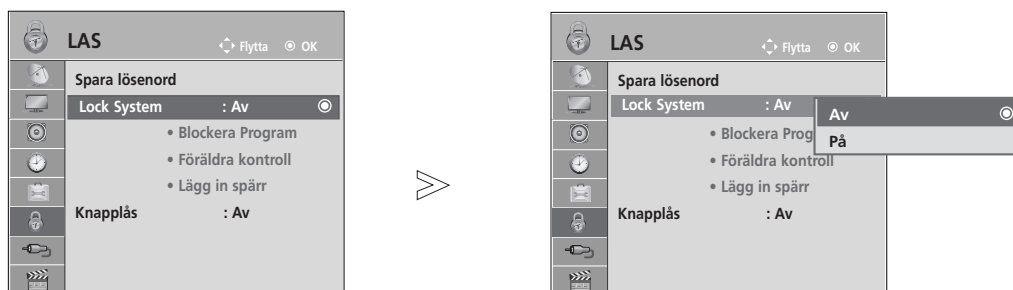 LAS
Flytta OK
Spara lösenord
Lock System : Av
• Blockera Program
• Föräldra kontroll
• Lägg in spärr
Knapplås : Av
LAS
Flytta OK
Spara lösenord
Lock System : Av
• Blockera Prog
• Föräldra kontroll
• Lägg in spärr
Knapplås : Av
Av
På